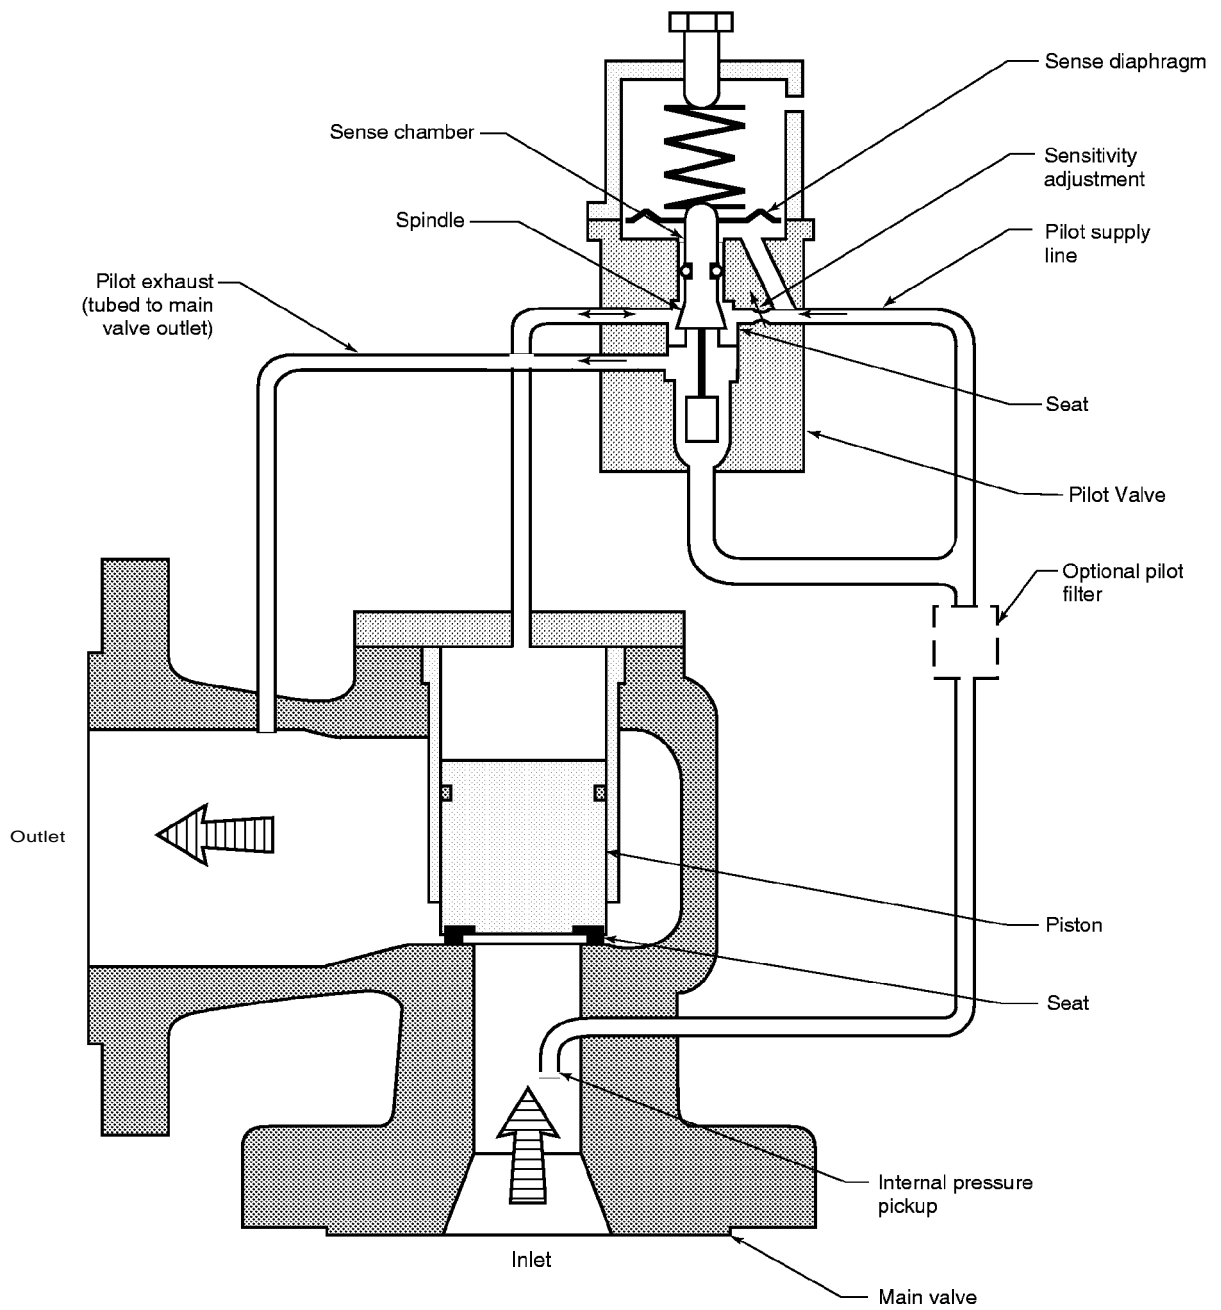 Sense diaphragm
Sense chamber
Sensitivity
adjustment
Spindle
Pilot supply
line
Pilot exhaust
(tubed to main
valve outlet)
Seat
Pilot Valve
Optional pilot
filter
Outlet
Piston
Seat
Internal pressure
pickup
Inlet
Main valve